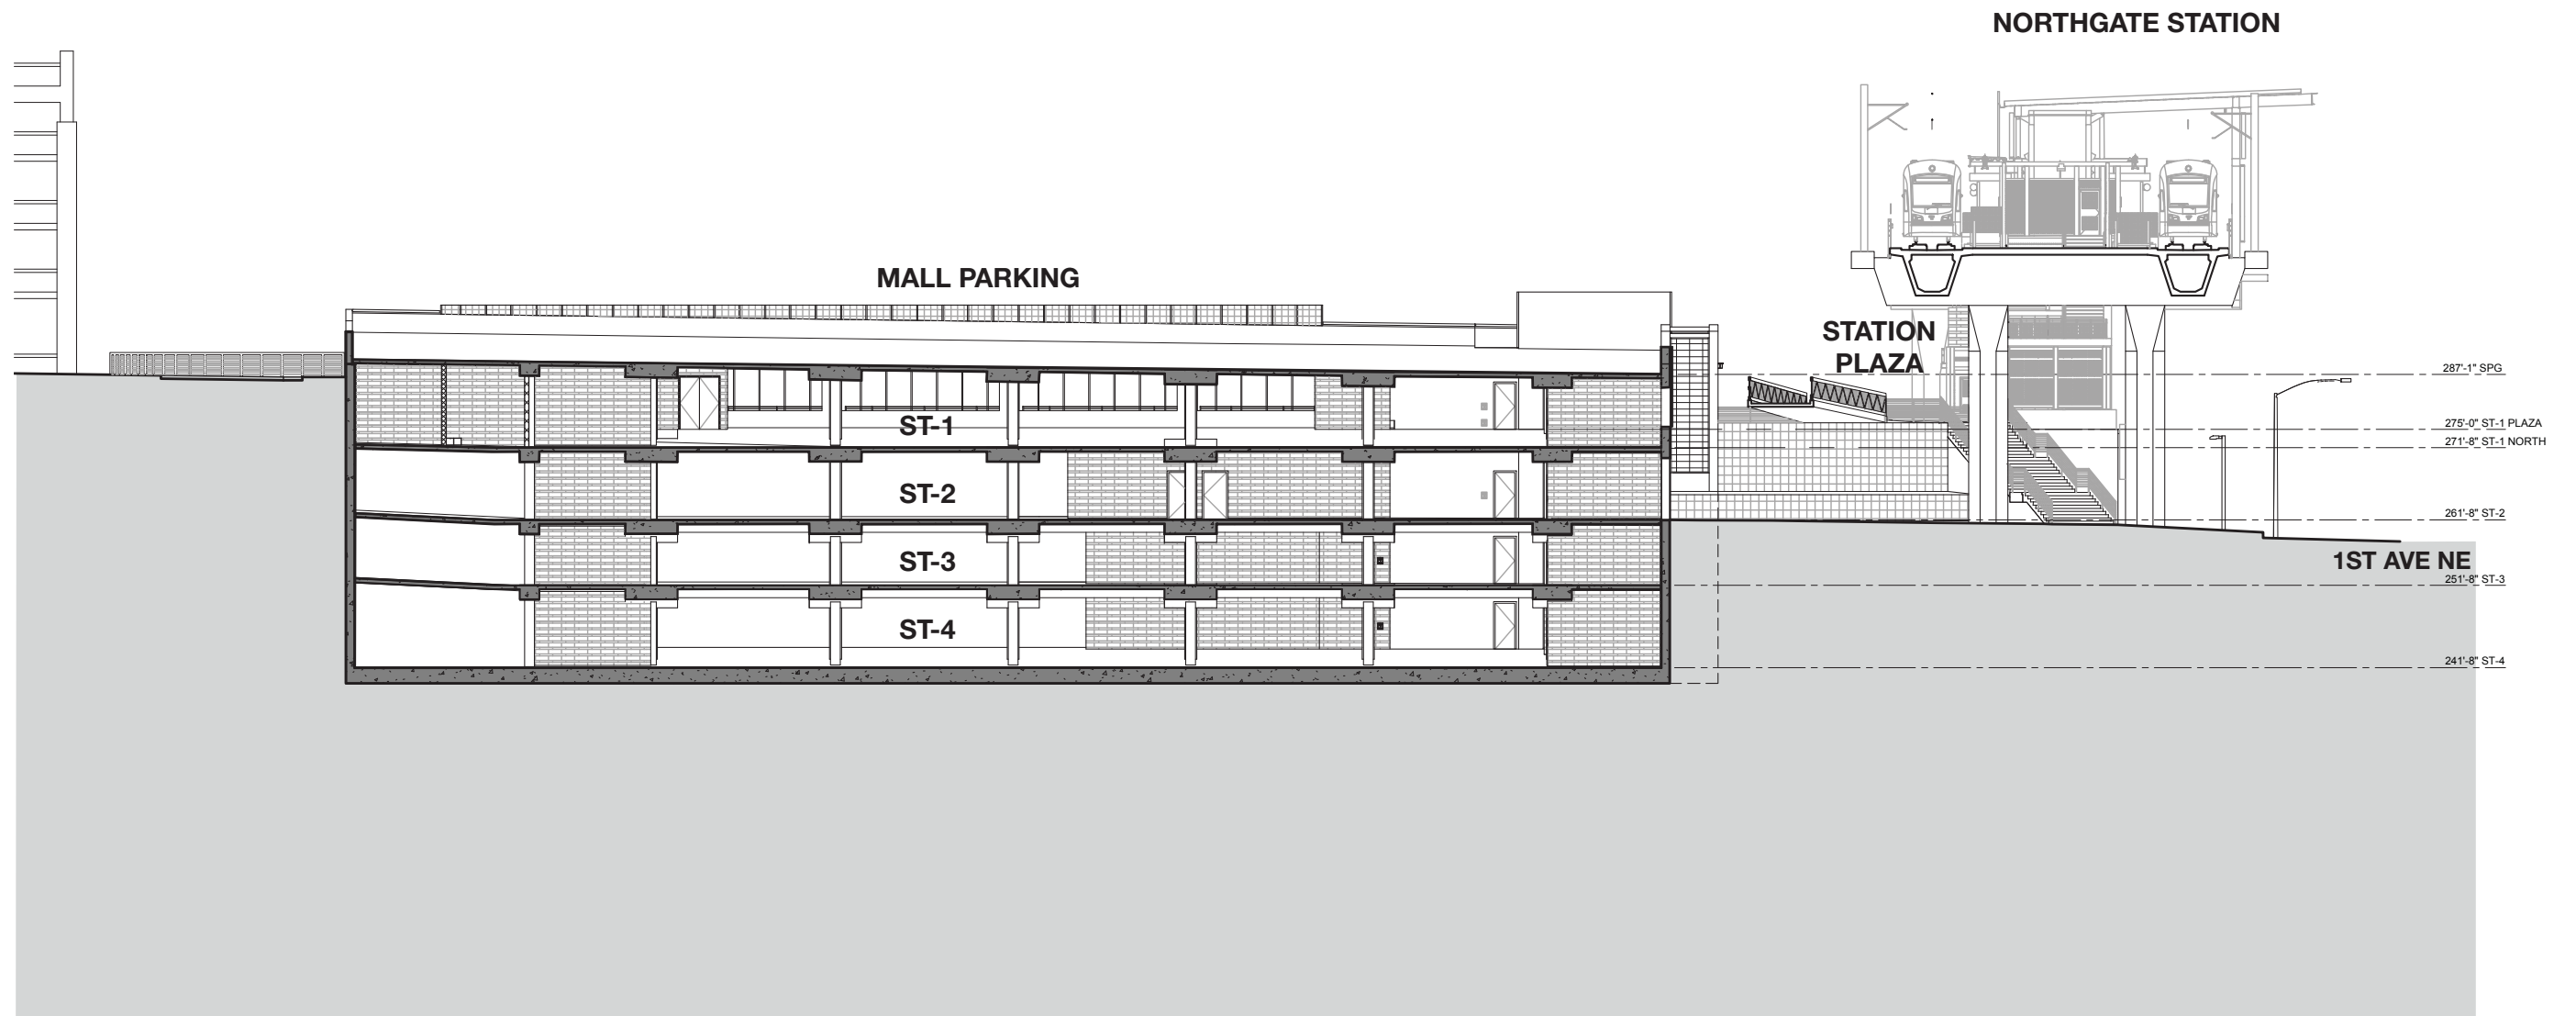 NORTHGATE STATION
MALL PARKING
STATION
PLAZA
287'-1" SPG
275'-0" ST-1 PLAZA
271'-8" ST-1 NORTH
ST-1
ST-2
261'-8" ST-2
ST-3
1ST AVE NE
251'-8" ST-3
ST-4
241'-8" ST-4